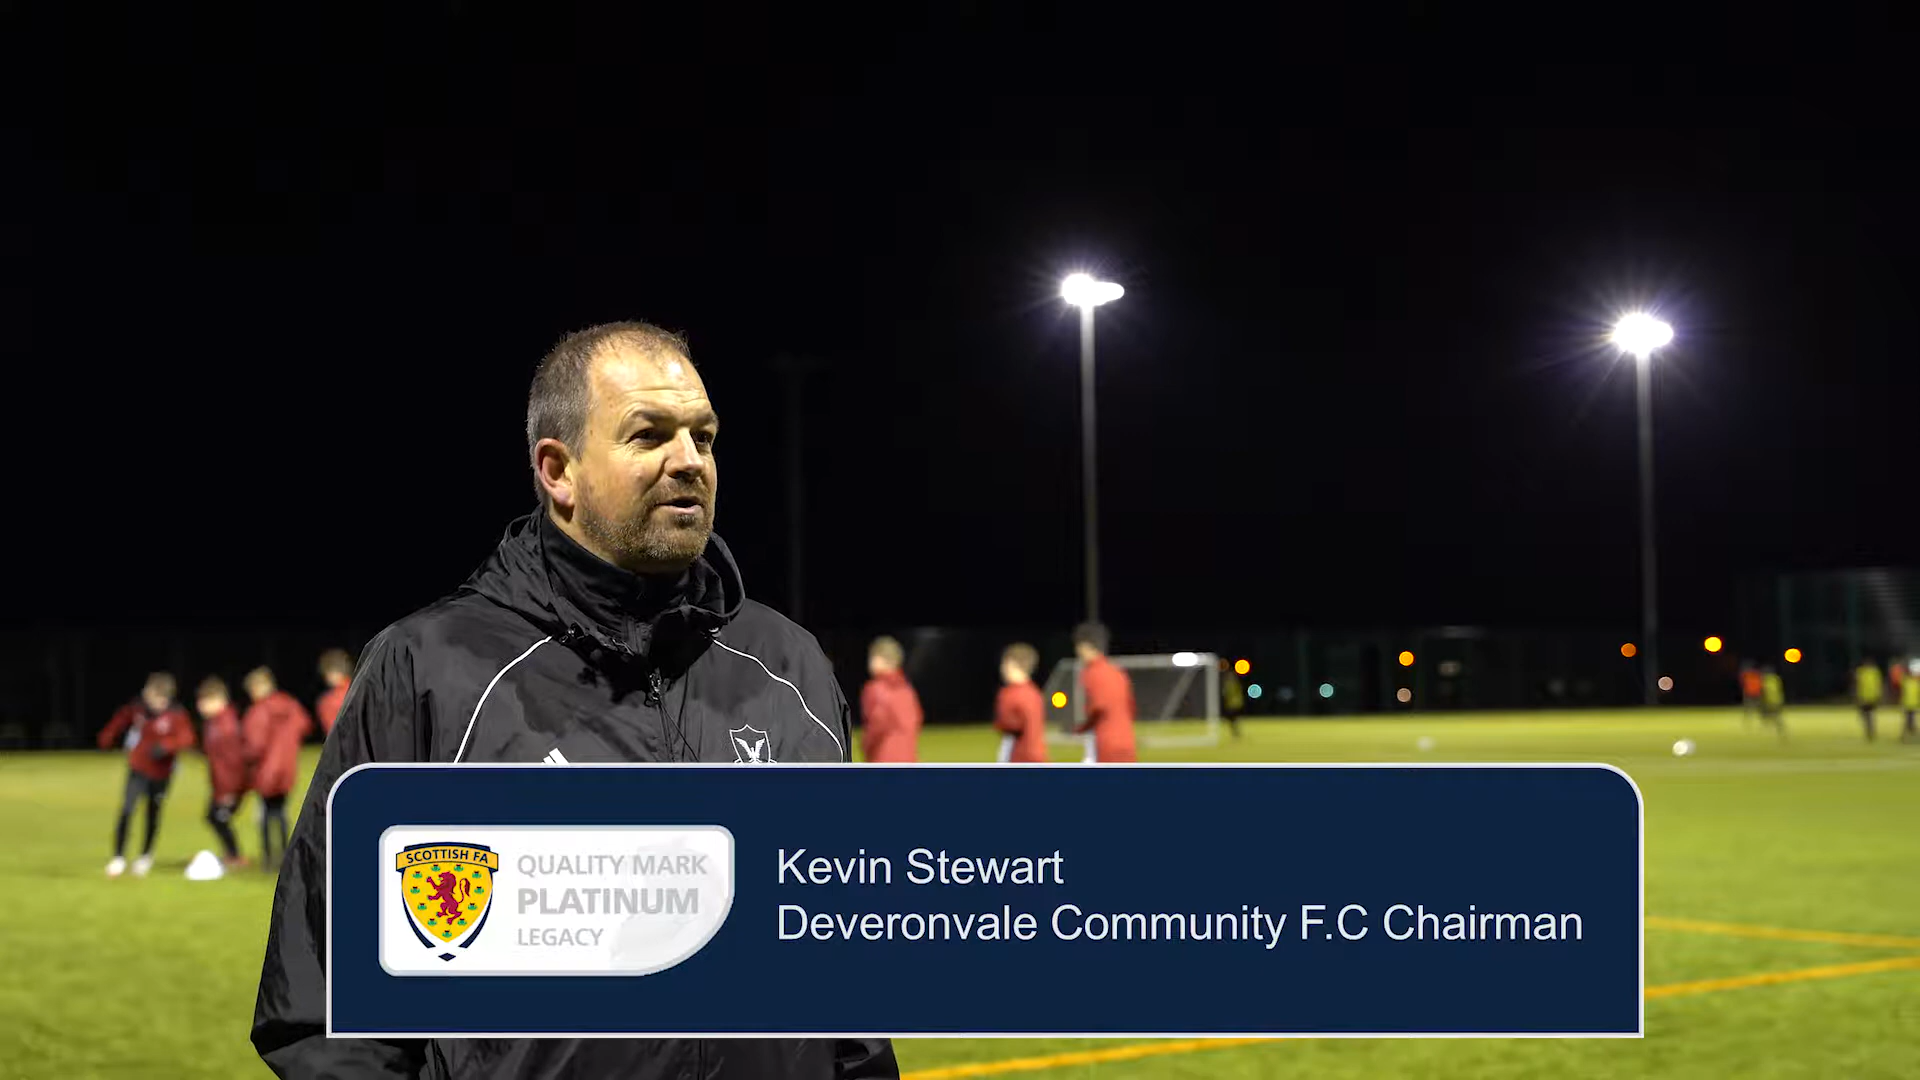 SCOTTISH FA
QUALITY MARK
PLATINUM
LEGACY
Kevin Stewart
Deveronvale Community F.C Chairman